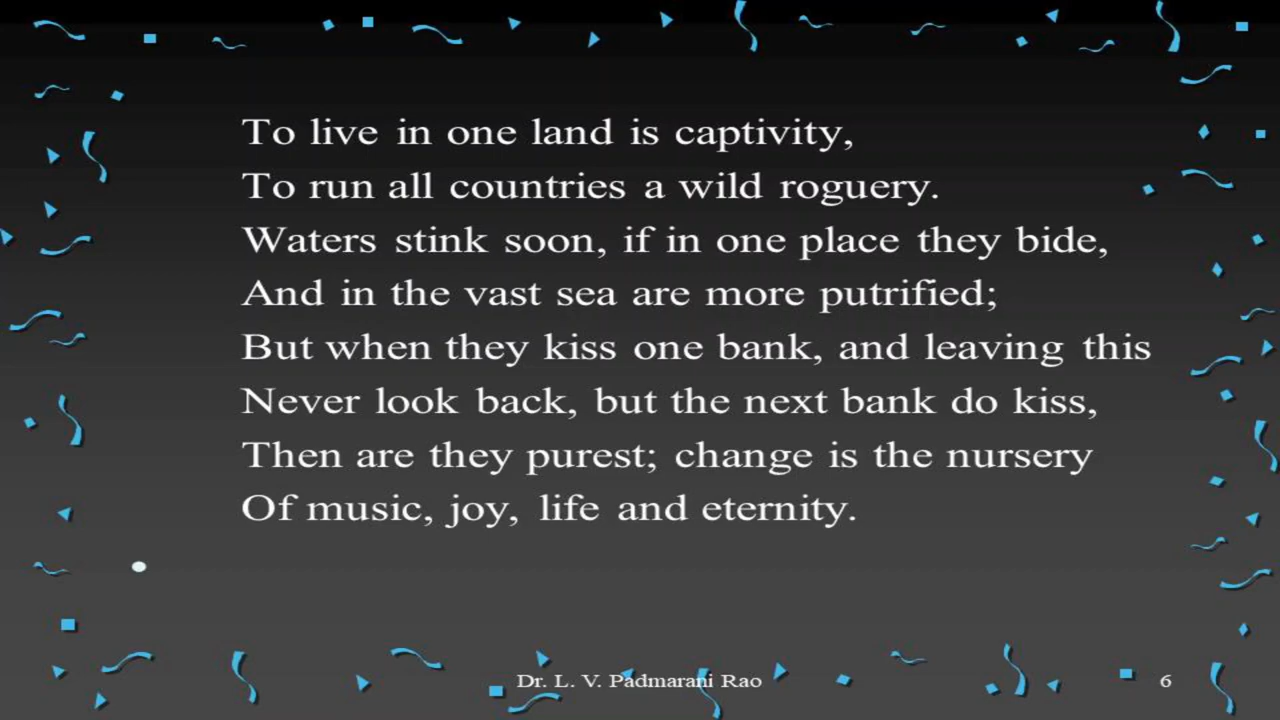 To live in one land is captivity,
To run all countries a wild roguery.
Waters stink soon, if in one place they bide,
And in the vast sea are more putrified;
But when they kiss one bank, and leaving this
Never look back, but the next bank do kiss,
Then are they purest; change is the nursery
Of music, joy, life and eternity.
Dr. L. V. Padmarani Rao
6